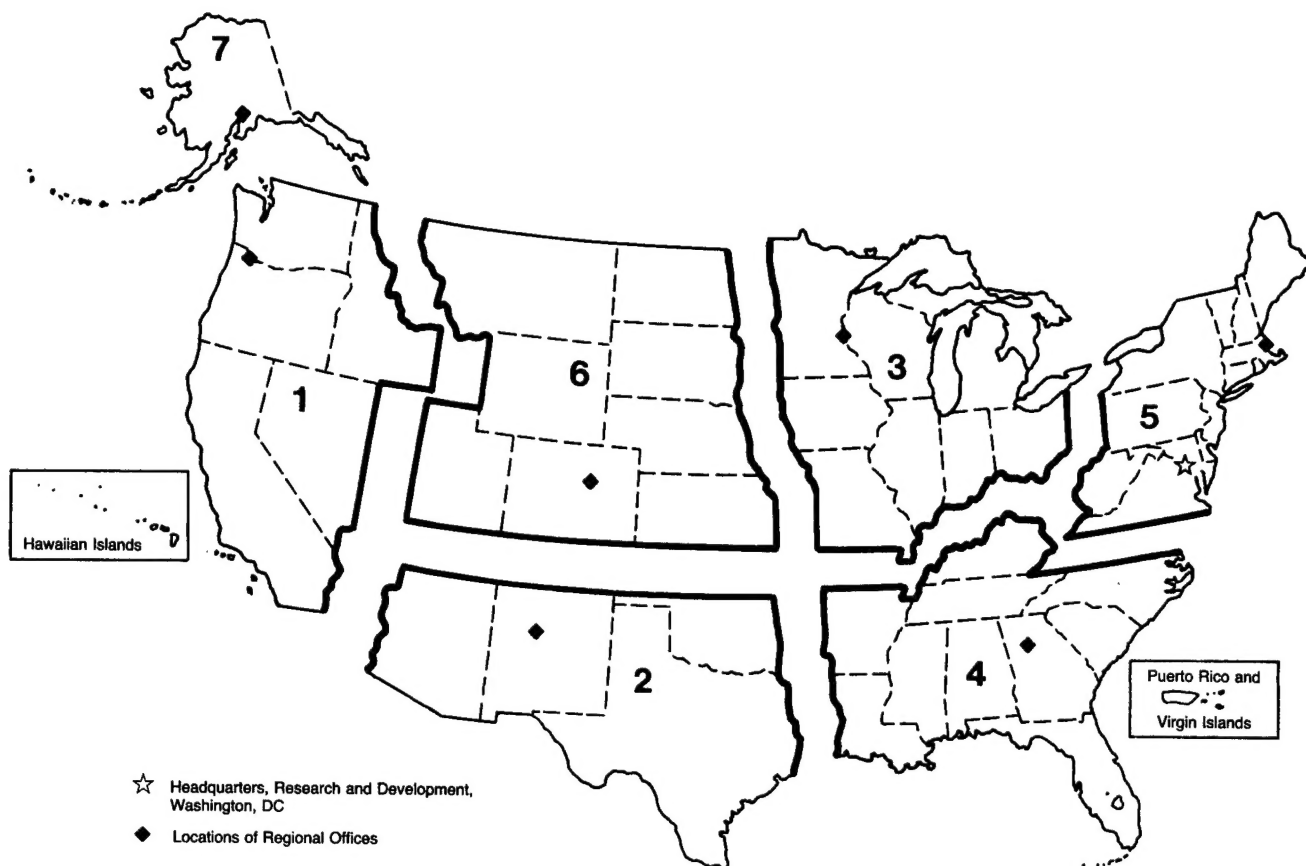 7
6
3
1
5
Hawaiian Islands
2
4
Puerto Rico and
Virgin Islands
Headquarters, Research and Development,
Washington, DC
Locations of Regional Offices